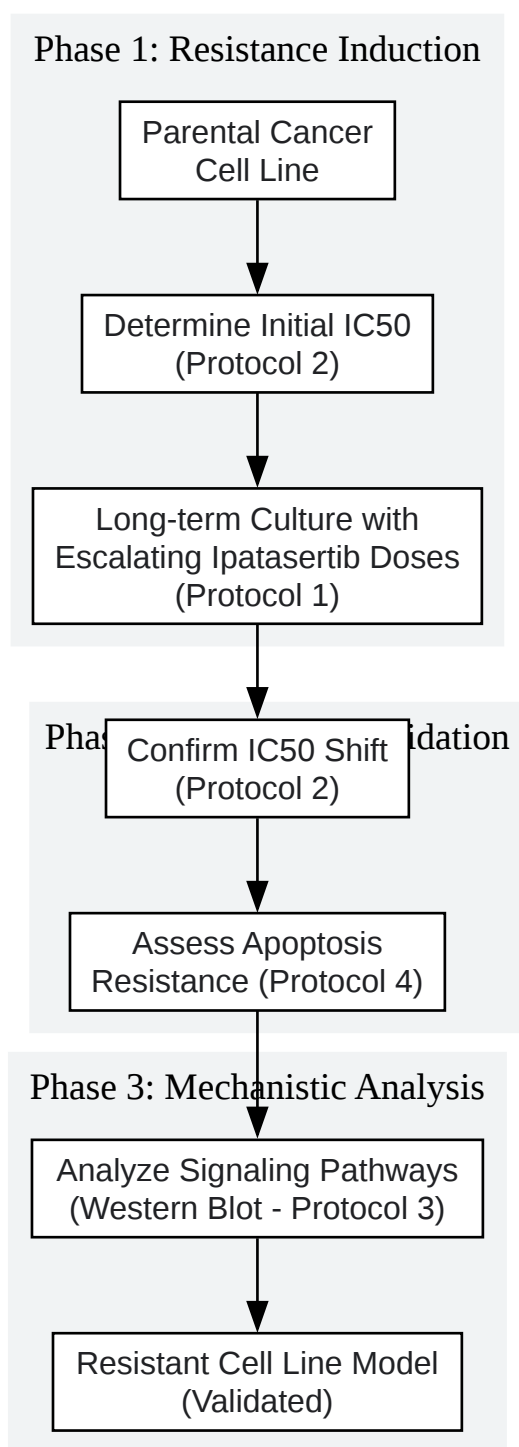 Phase 1: Resistance Induction
Parental Cancer
Cell Line
Determine Initial IC50
(Protocol 2)
Long-term Culture with
Escalating Ipatasertib Doses
(Protocol 1)
Confirm IC50 Shift
(Protocol 2)
Assess Apoptosis
Resistance (Protocol 4)
Phase 3: Mechanistic Analysis
Analyze Signaling Pathways
(Western Blot - Protocol 3)
Resistant Cell Line Model
(Validated)